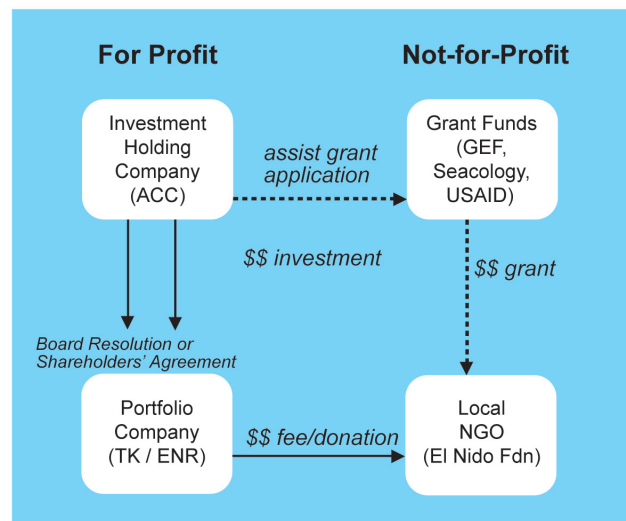 For Profit
Not-for-Profit
Investment
Holding
Company
(ACC)
assist grant
application
Grant Funds
(GEF,
Seacology,
USAID)
$$ investment
$$ grant
Board Resolution or
Shareholders’ Agreement
Portfolio
Company
(TK / ENR)
$$ fee/donation
Local
NGO
(El Nido Fdn)